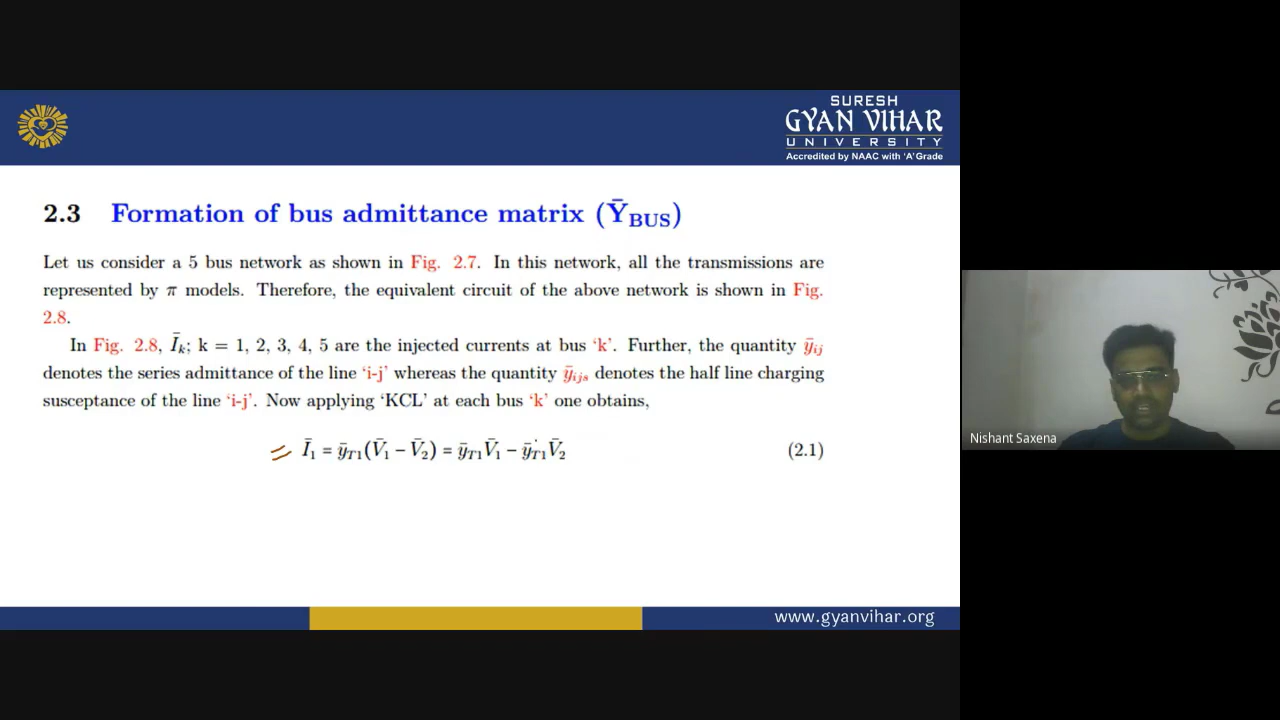 SURESH
GYAN VIHAR
UNIVERSITY
Accredited by NAAC with 'A' Grade
2.3 Formation of bus admittance matrix (Ȳ_BUS)
Let us consider a 5 bus network as shown in Fig. 2.7. In this network, all the transmissions are
represented by π models. Therefore, the equivalent circuit of the above network is shown in Fig.
2.8.
In Fig. 2.8, Ī_k; k = 1, 2, 3, 4, 5 are the injected currents at bus 'k'. Further, the quantity ȳ_ij
denotes the series admittance of the line 'i-j' whereas the quantity ȳ_ijs denotes the half line charging
susceptance of the line 'i-j'. Now applying 'KCL' at each bus 'k' one obtains,
Ī_1 = ȳ_T1(V̄_1 − V̄_2) = ȳ_T1V̄_1 − ȳ_T1V̄_2 (2.1)
www.gyanvihar.org
Nishant Saxena